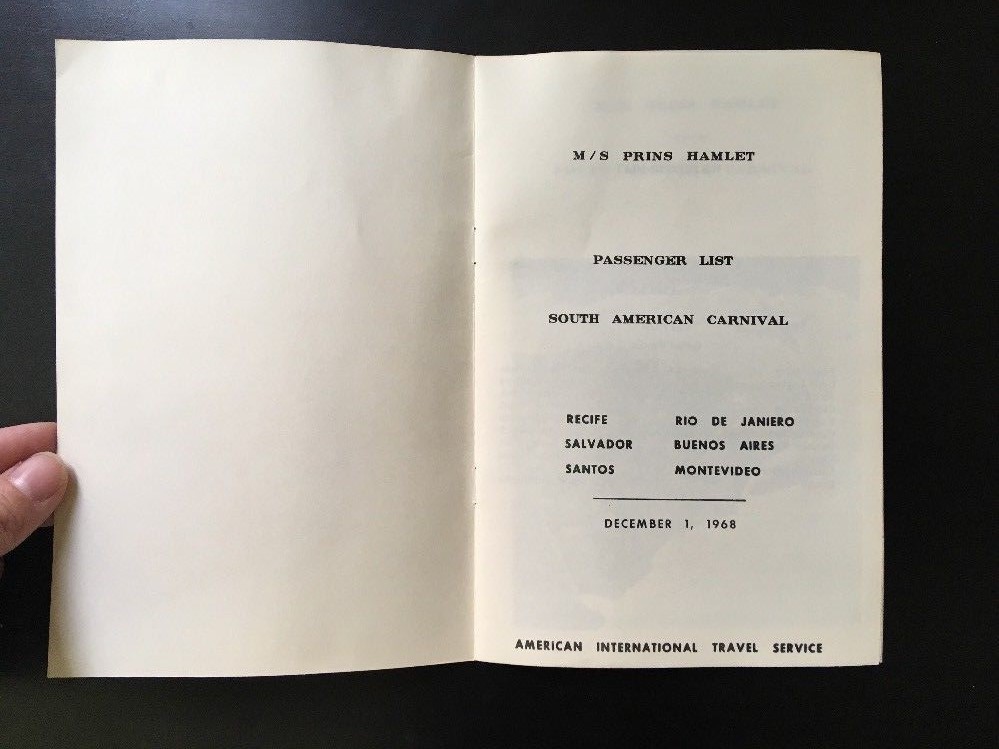 M/S PRINS HAMLET
PASSENGER LIST
SOUTH AMERICAN CARNIVAL
RECIFE RIO DE JANIERO
SALVADOR BUENOS AIRES
SANTOS MONTEVIDEO
DECEMBER 1, 1968
AMERICAN INTERNATIONAL TRAVEL SERVICE